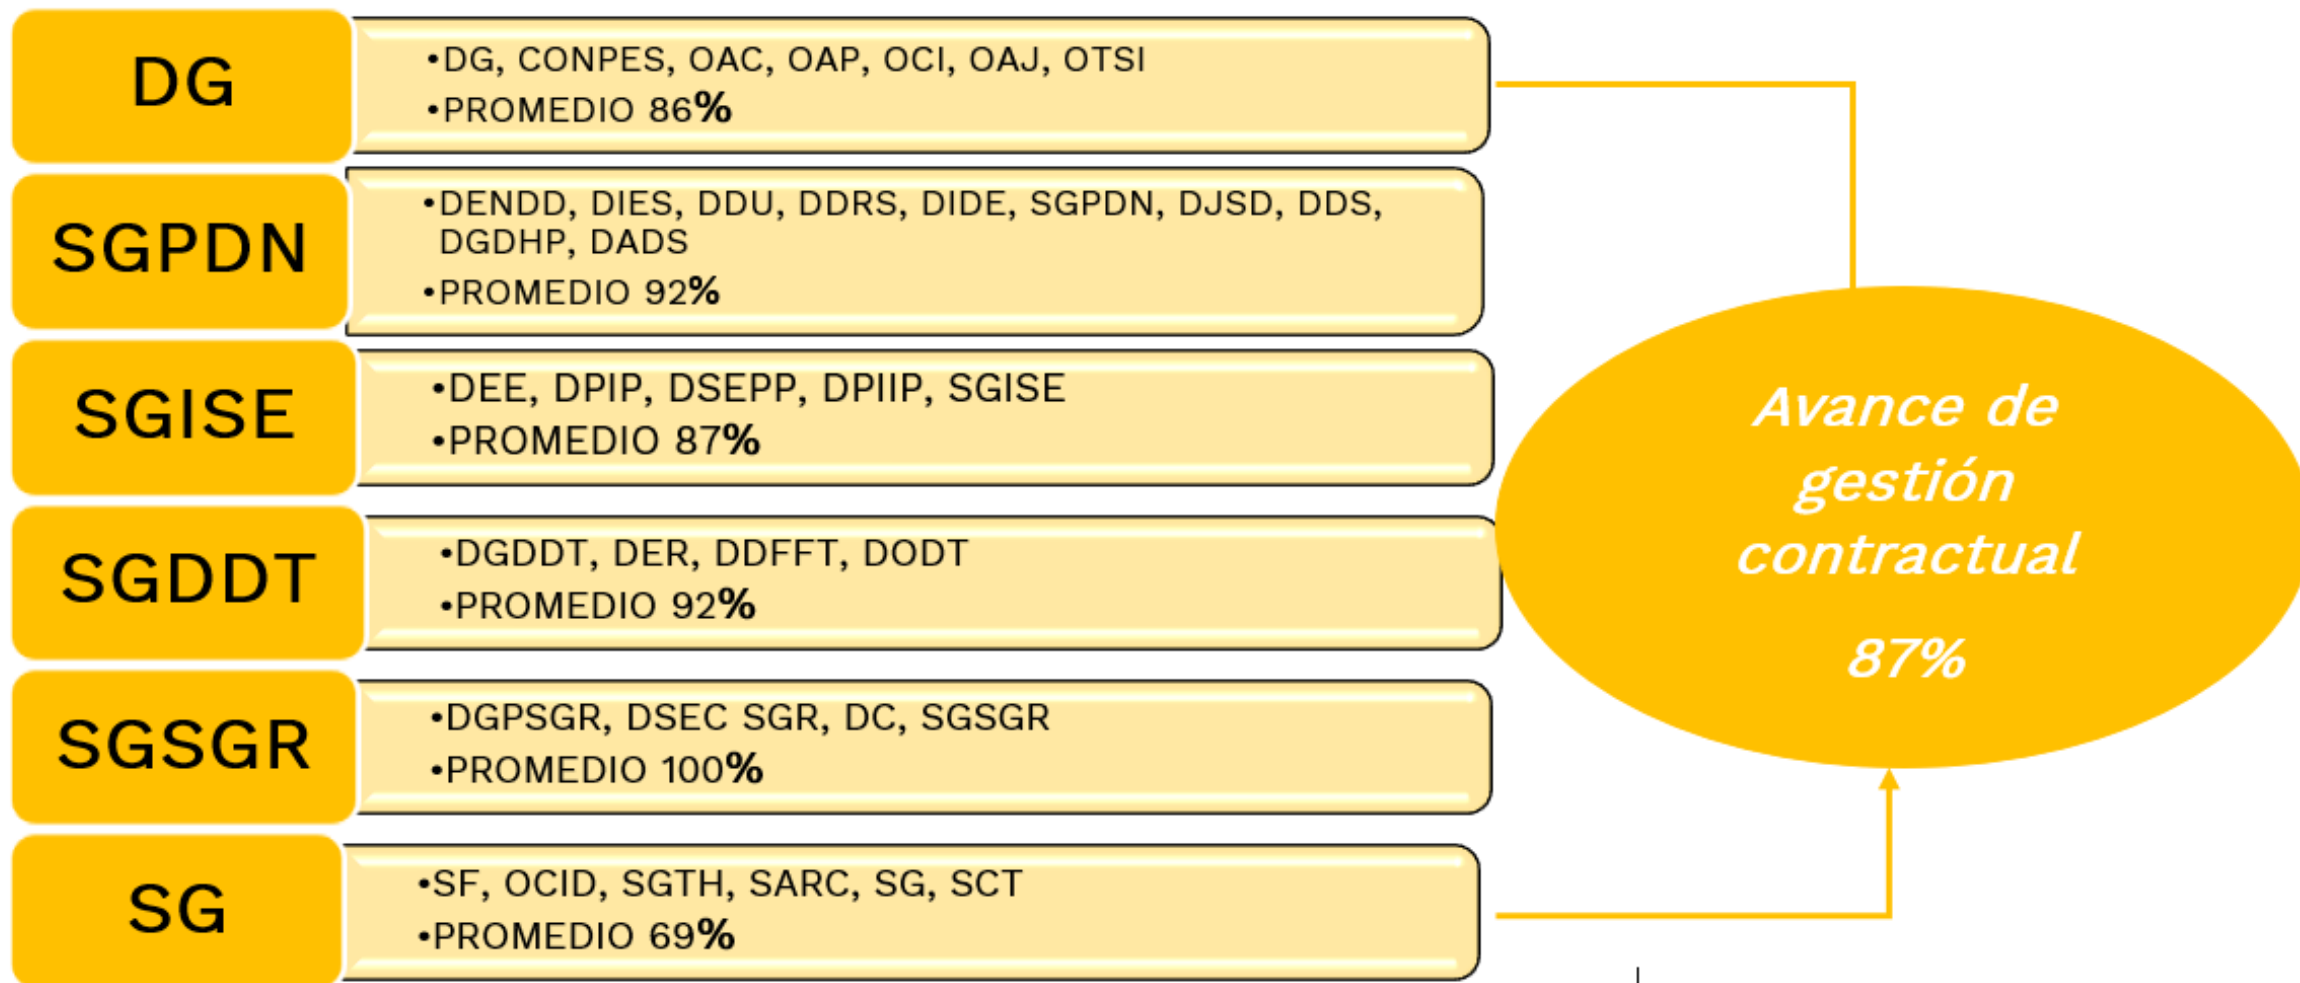 DG
•DG, CONPES, OAC, OAP, OCI, OAJ, OTSI
•PROMEDIO 86%
SGPDN
•DENDD, DIES, DDU, DDRS, DIDE, SGPDN, DJSD, DDS,
DGDHP, DADS
•PROMEDIO 92%
SGISE
•DEE, DPIP, DSEPP, DPIIP, SGISE
•PROMEDIO 87%
SGDDT
•DGDDT, DER, DDFFT, DODT
•PROMEDIO 92%
SGSGR
•DGPSGR, DSEC SGR, DC, SGSGR
•PROMEDIO 100%
SG
•SF, OCID, SGTH, SARC, SG, SCT
•PROMEDIO 69%
Avance de
gestión
contractual
87%